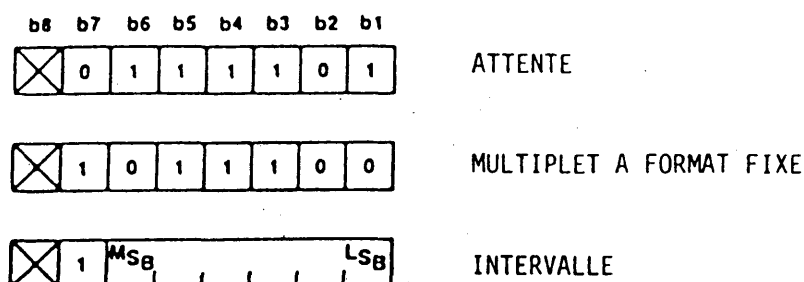 b8 b7 b6 b5 b4 b3 b2 b1
0 1 1 1 1 0 1 ATTENTE
1 0 1 1 1 0 0 MULTIPLET A FORMAT FIXE
1 MSB LSB INTERVALLE